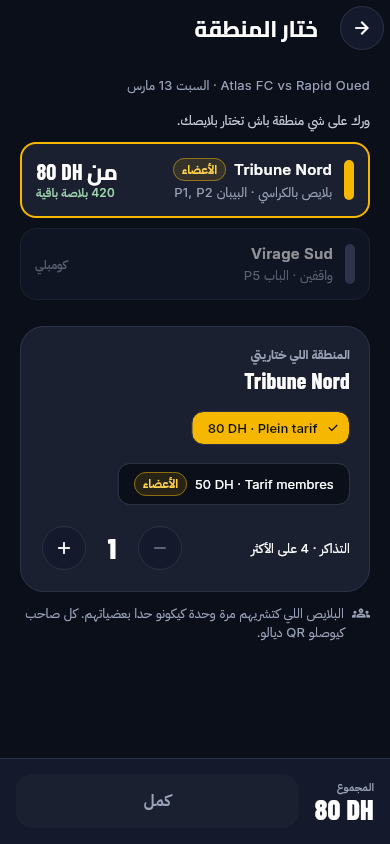 ختار المنطقة
Atlas FC vs Rapid Oued · السبت 13 مارس
ورك على شي منطقة باش تختار بلايصك.
Tribune Nord الأعضاء
من 80 DH
بلايص بالكراسي · البيبان P1, P2
420 بلاصة باقية
Virage Sud
واقفين · الباب P5
كومبلي
المنطقة اللي ختاريتي
Tribune Nord
80 DH · Plein tarif
50 DH · Tarif membres الأعضاء
التذاكر · 4 على الأكثر
1
البلايص اللي كتشريهم مرة وحدة كيكونو حدا بعضياتهم. كل صاحب
كيوصلو QR ديالو.
المجموع
80 DH
كمل